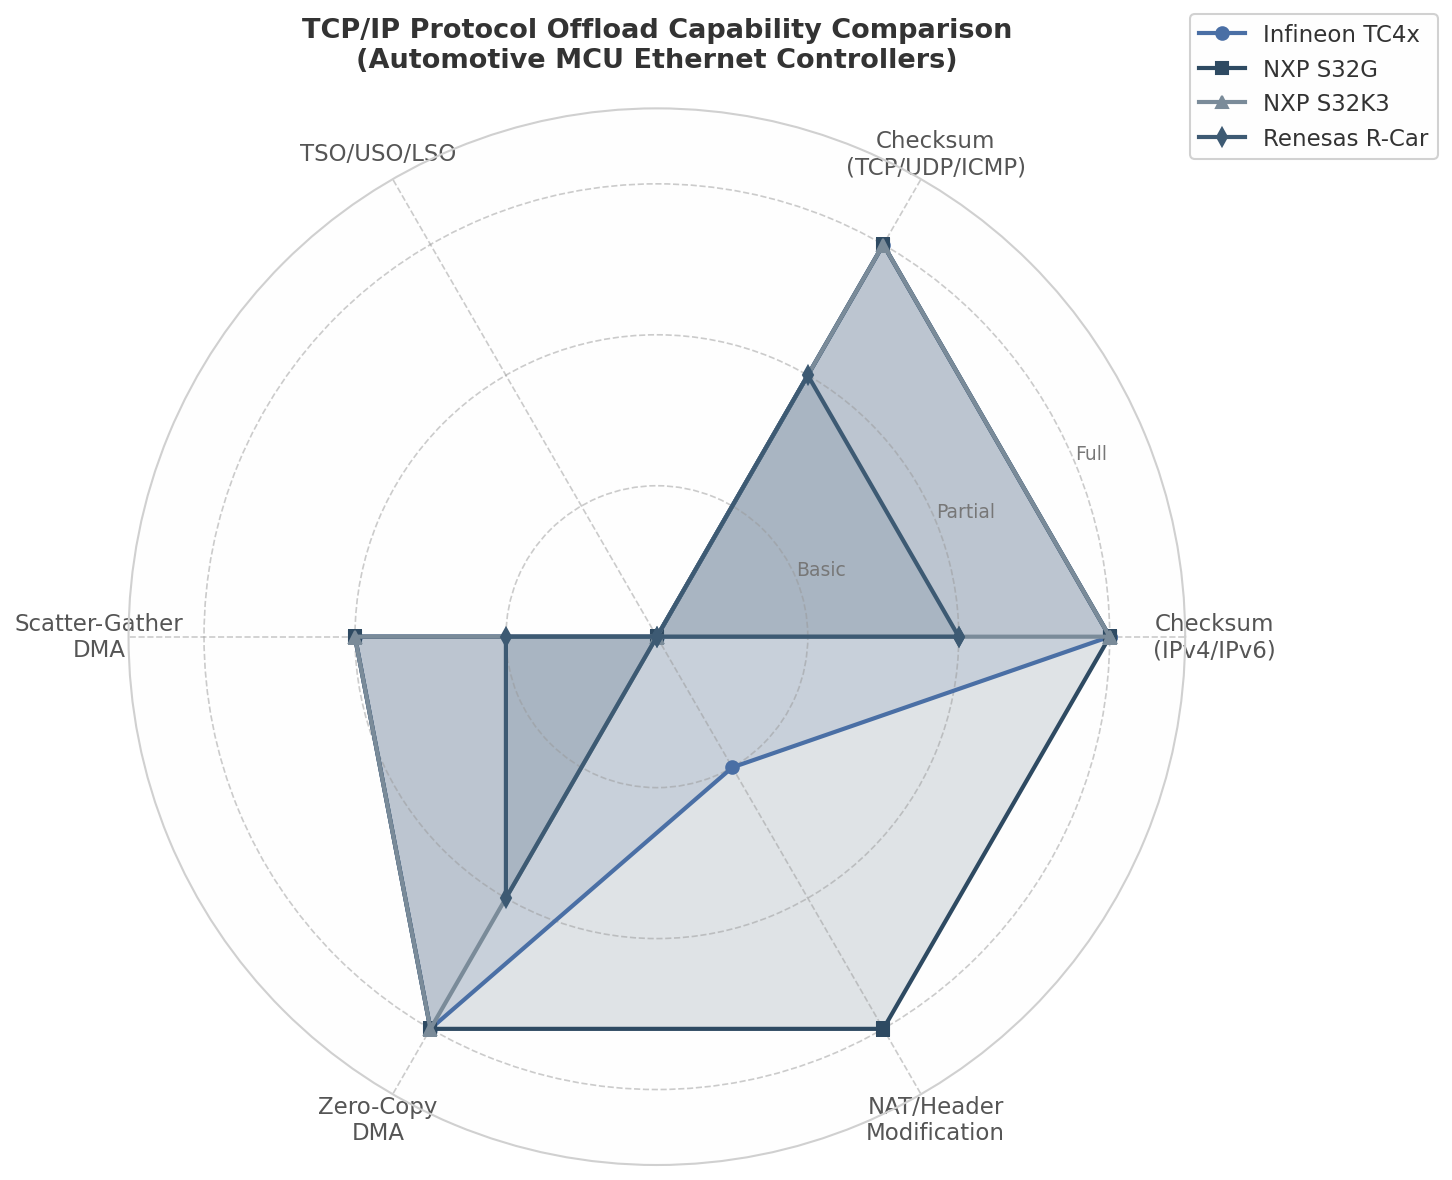 TCP/IP Protocol Offload Capability Comparison
(Automotive MCU Ethernet Controllers)
Infineon TC4x
NXP S32G
NXP S32K3
Renesas R-Car
TSO/USO/LSO
Checksum
(TCP/UDP/ICMP)
Full
Partial
Basic
Scatter-Gather
DMA
Checksum
(IPv4/IPv6)
Zero-Copy
DMA
NAT/Header
Modification